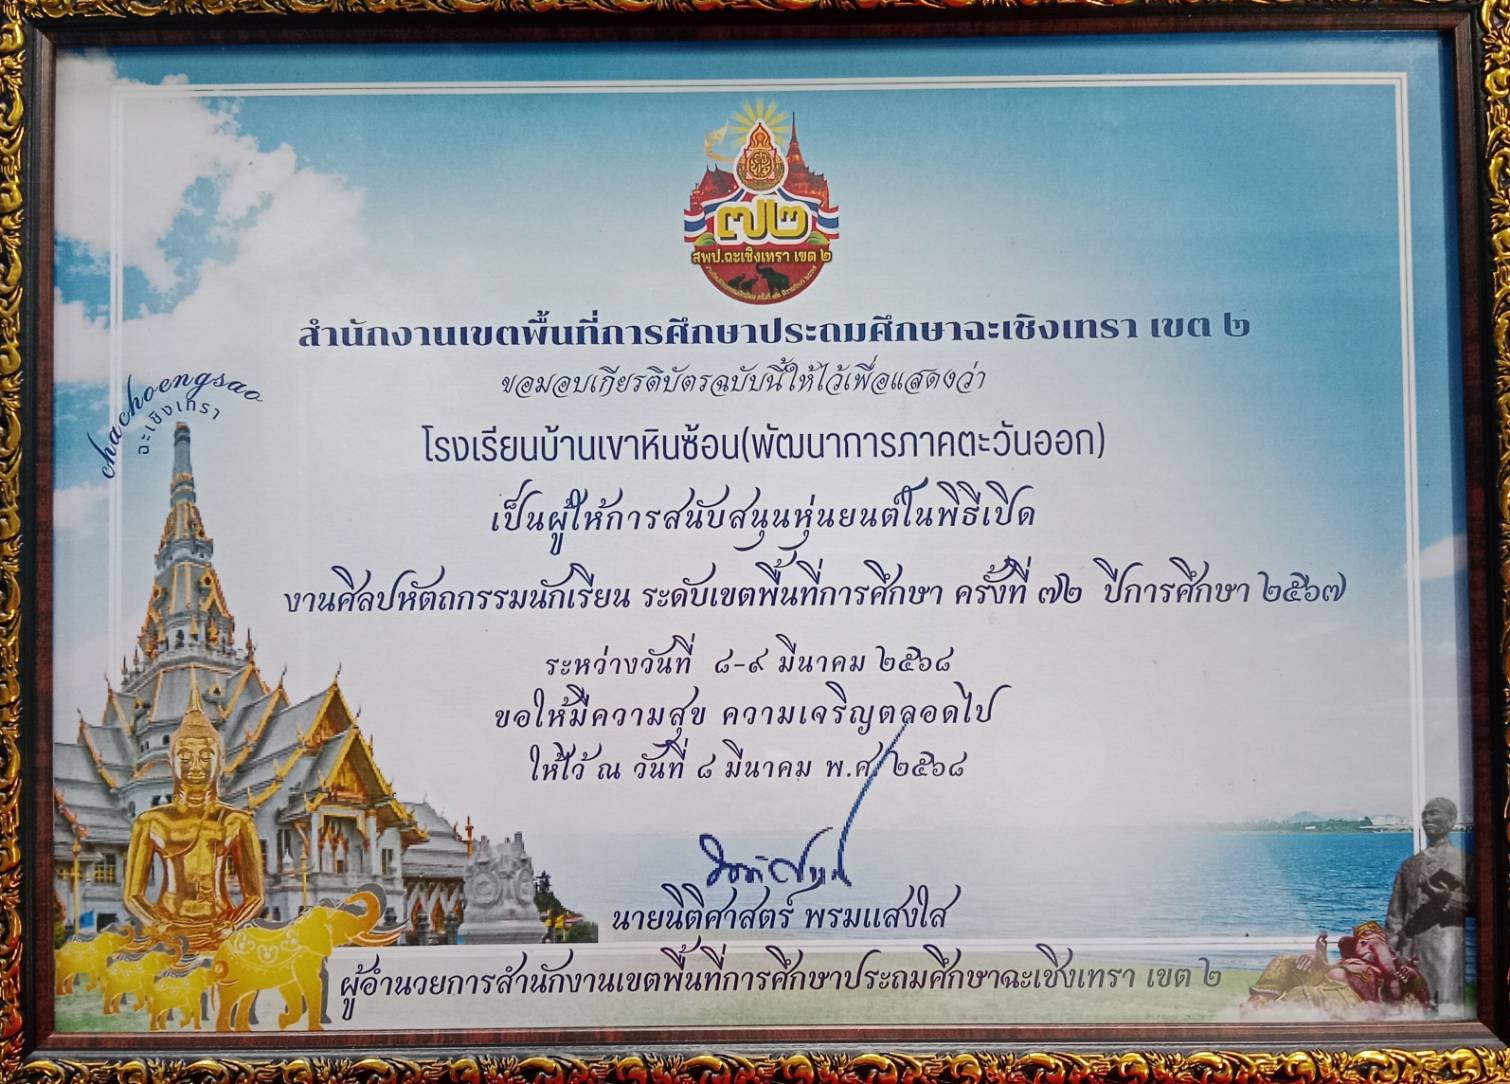 ๗๒
สพป.ฉะเชิงเทรา เขต ๒
สำนักงานเขตพื้นที่การศึกษาประถมศึกษาฉะเชิงเทรา เขต ๒
ขอมอบเกียรติบัตรฉบับนี้ให้ไว้เพื่อแสดงว่า
chachoengsao
ฉะเชิงเทรา
โรงเรียนบ้านเขาหินซ้อน(พัฒนาการภาคตะวันออก)
เป็นผู้ให้การสนับสนุนหุ่นยนต์ในพิธีเปิด
งานศิลปหัตถกรรมนักเรียน ระดับเขตพื้นที่การศึกษา ครั้งที่ ๗๒ ปีการศึกษา ๒๕๖๗
ระหว่างวันที่ ๘-๙ มีนาคม ๒๕๖๘
ขอให้มีความสุข ความเจริญตลอดไป
ให้ไว้ ณ วันที่ ๘ มีนาคม พ.ศ. ๒๕๖๘
นายนิติศาสตร์ พรมแสงใส
ผู้อำนวยการสำนักงานเขตพื้นที่การศึกษาประถมศึกษาฉะเชิงเทรา เขต ๒